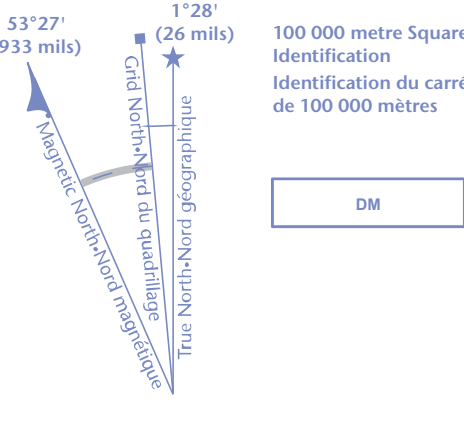 53°27'
933 mils)
1°28'
(26 mils)
Magnetic North•Nord magnétique
Grid North•Nord du quadrillage
True North•Nord géographique
100 000 metre Square
Identification
Identification du carré
de 100 000 mètres
DM